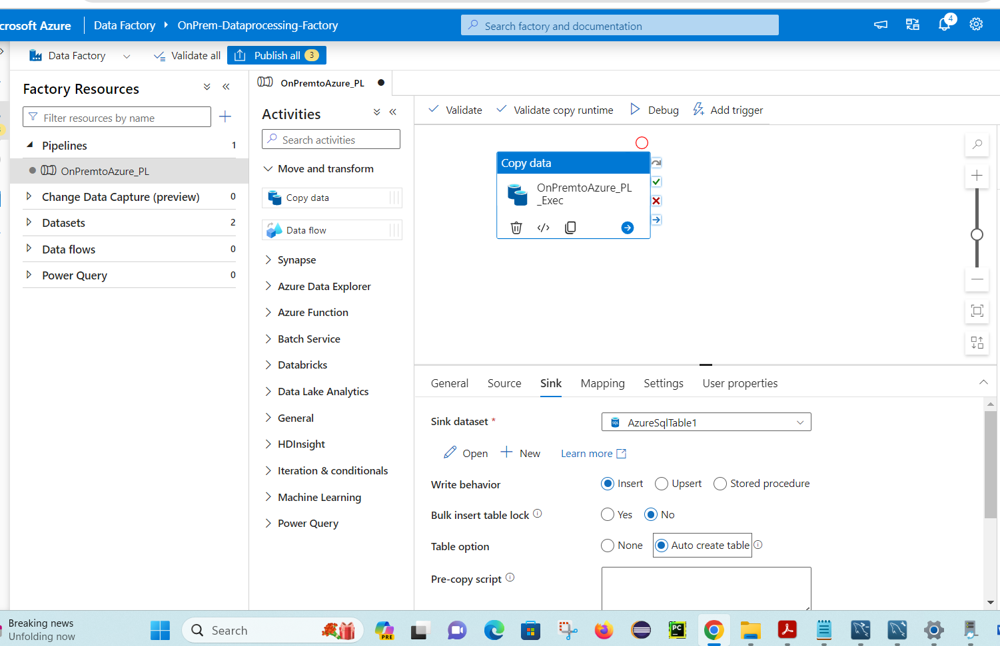 crosoft Azure
Data Factory
OnPrem-Dataprocessing-Factory
Search factory and documentation
4
Data Factory
Validate all
Publish all 3
Factory Resources
Filter resources by name
Pipelines 1
OnPremtoAzure_PL
Change Data Capture (preview) 0
Datasets 2
Data flows 0
Power Query 0
OnPremtoAzure_PL
Activities
Search activities
Move and transform
Copy data
Data flow
Synapse
Azure Data Explorer
Azure Function
Batch Service
Databricks
Data Lake Analytics
General
HDInsight
Iteration & conditionals
Machine Learning
Power Query
Validate
Validate copy runtime
Debug
Add trigger
Copy data
OnPremtoAzure_PL
_Exec
General Source Sink Mapping Settings User properties
Sink dataset *
SQL
AzureSqlTable1
Open
New
Learn more
Write behavior
Insert Upsert Stored procedure
Bulk insert table lock
Yes No
Table option
None Auto create table
Pre-copy script
Breaking news
Unfolding now
Search
PRE
PC